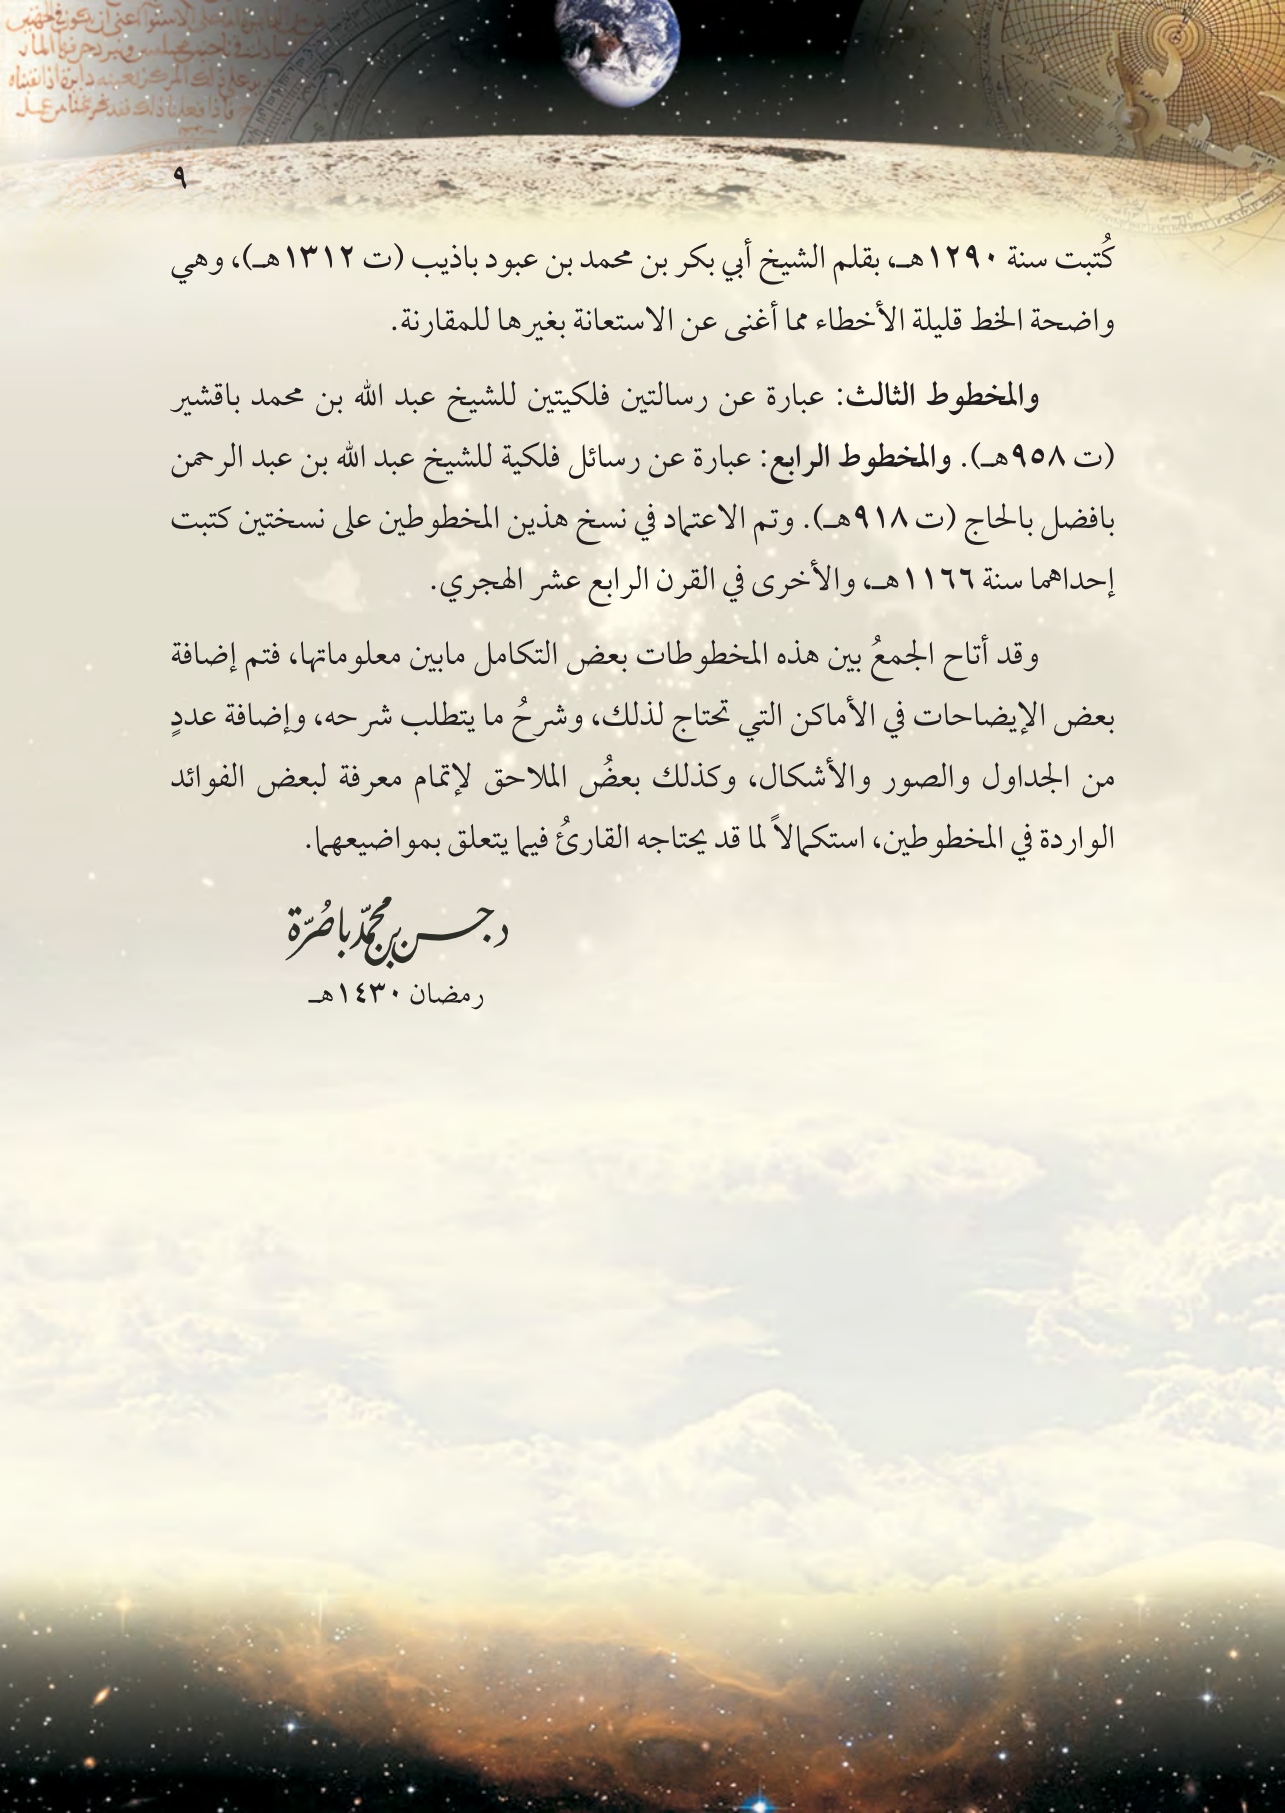 ٩
كُتبت سنة ١٢٩٠هـ، بقلم الشيخ أبي بكر بن محمد بن عبود باذيب (ت ١٣١٢هـ)، وهي
واضحة الخط قليلة الأخطاء مما أغنى عن الاستعانة بغيرها للمقارنة.
والمخطوط الثالث: عبارة عن رسالتين فلكيتين للشيخ عبد الله بن محمد باقشير
(ت ٩٥٨هـ). والمخطوط الرابع: عبارة عن رسائل فلكية للشيخ عبد الله بن عبد الرحمن
بافضل بالحاج (ت ٩١٨هـ). وتم الاعتماد في نسخ هذين المخطوطين على نسختين كتبت
إحداهما سنة ١١٦٦هـ، والأخرى في القرن الرابع عشر الهجري.
وقد أتاح الجمعُ بين هذه المخطوطات بعض التكامل مابين معلوماتها، فتم إضافة
بعض الإيضاحات في الأماكن التي تحتاج لذلك، وشرحُ ما يتطلب شرحه، وإضافة عددٍ
من الجداول والصور والأشكال، وكذلك بعضُ الملاحق لإتمام معرفة لبعض الفوائد
الواردة في المخطوطين، استكمالاً لما قد يحتاجه القارئُ فيما يتعلق بمواضيعهما.
د. حسن بن محمّد باصُرّة
رمضان ١٤٣٠هـ